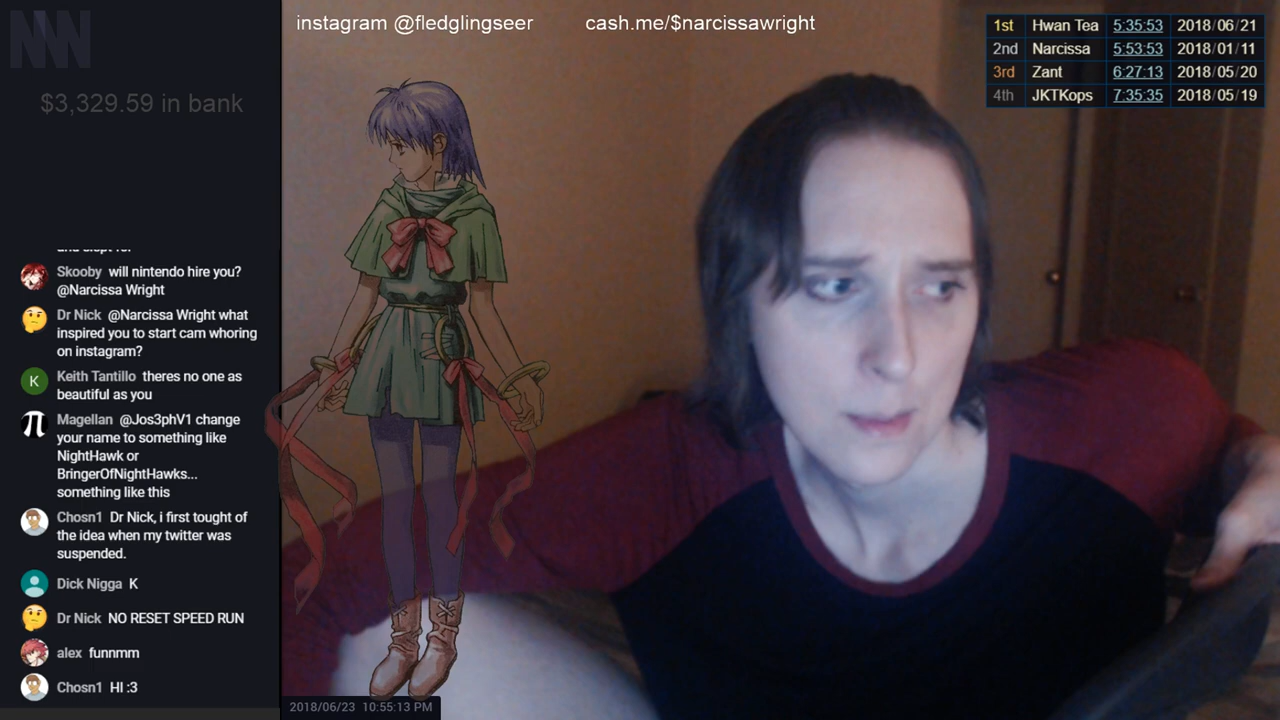 NNN
instagram @fledglingseer cash.me/$narcissawright
1st Hwan Tea 5:35:53 2018/06/21
2nd Narcissa 5:53:53 2018/01/11
3rd Zant 6:27:13 2018/05/20
4th JKTKops 7:35:35 2018/05/19
$3,329.59 in bank
Skooby will nintendo hire you?
@Narcissa Wright
Dr Nick @Narcissa Wright what
inspired you to start cam whoring
on instagram?
K
Keith Tantillo theres no one as
beautiful as you
Magellan @Jos3phV1 change
your name to something like
NightHawk or
BringerOfNightHawks...
something like this
Chosn1 Dr Nick, i first tought of
the idea when my twitter was
suspended.
Dick Nigga K
Dr Nick NO RESET SPEED RUN
alex funnmm
Chosn1 HI :3
2018/06/23 10:55:13 PM